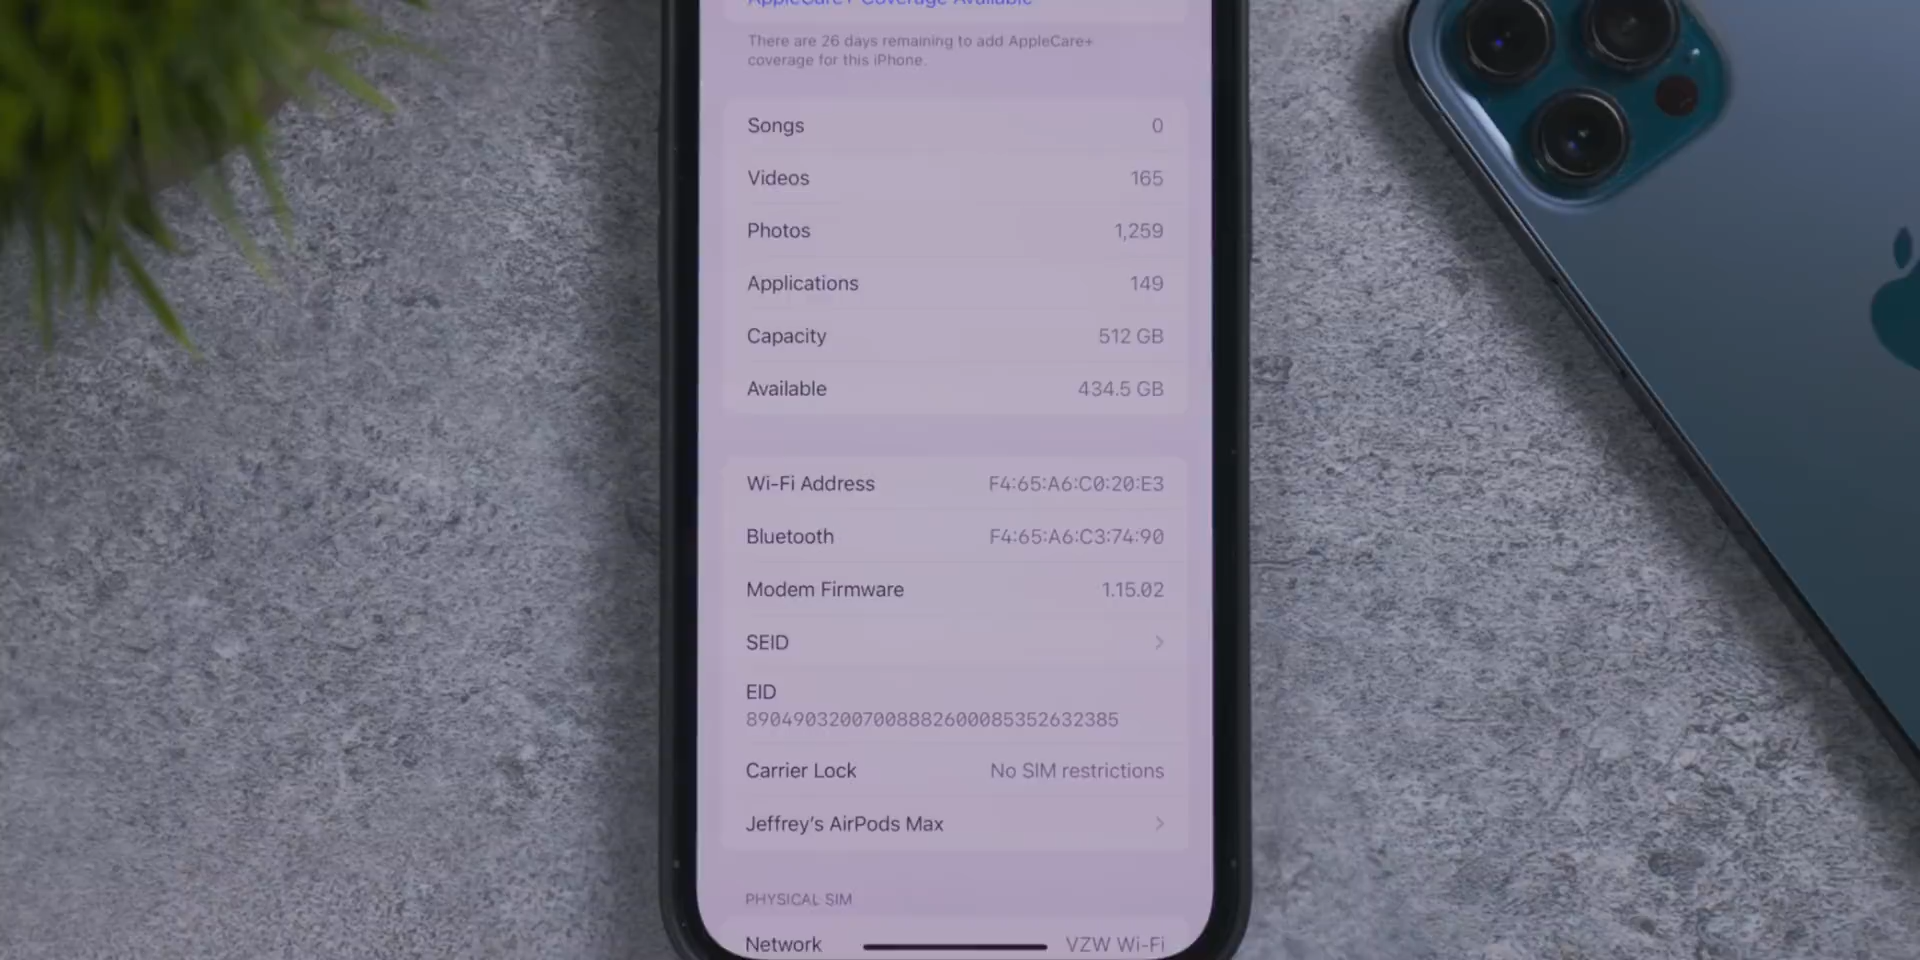 AppleCare+ Coverage Available
There are 26 days remaining to add AppleCare+
coverage for this iPhone.
Songs 0
Videos 165
Photos 1,259
Applications 149
Capacity 512 GB
Available 434.5 GB
Wi-Fi Address F4:65:A6:C0:20:E3
Bluetooth F4:65:A6:C3:74:90
Modem Firmware 1.15.02
SEID
EID
89049032007008882600085352632385
Carrier Lock No SIM restrictions
Jeffrey’s AirPods Max
PHYSICAL SIM
Network VZW Wi-Fi